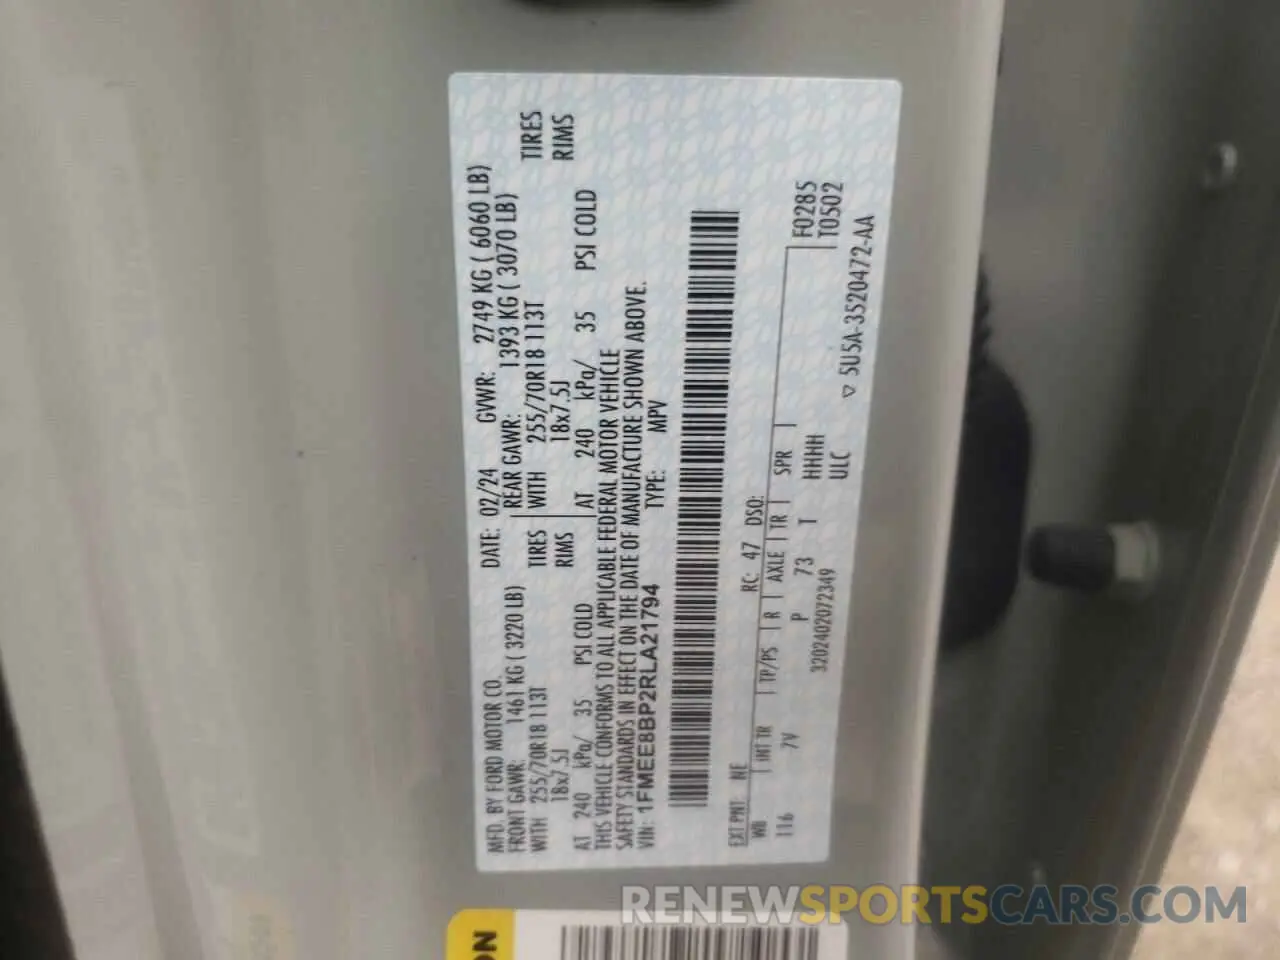 MFD. BY FORD MOTOR CO.
DATE: 02/24 GVWR: 2749 KG ( 6060 LB)
FRONT GAWR: 1461 KG ( 3220 LB)
REAR GAWR: 1393 KG ( 3070 LB)
WITH 255/70R18 113T TIRES
WITH 255/70R18 113T TIRES
18x7.5J RIMS
18x7.5J RIMS
AT 240 kPa/ 35 PSI COLD
AT 240 kPa/ 35 PSI COLD
THIS VEHICLE CONFORMS TO ALL APPLICABLE FEDERAL MOTOR VEHICLE
SAFETY STANDARDS IN EFFECT ON THE DATE OF MANUFACTURE SHOWN ABOVE.
VIN: 1FMEE8BP2RLA21794 TYPE: MPV
EXT PNT: NE RC: 47 DSO:
WB INT TR TP/PS R AXLE TR SPR F0285
116 7V P 73 T HHHH T0502
3202402072349 ULC
▽ SU5A-3520472-AA
ON
RENEWSPORTSCARS.COM